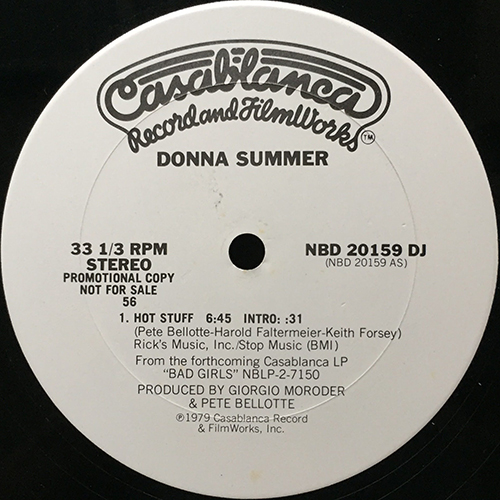 Casablanca
Record and FilmWorks™
DONNA SUMMER
33 1/3 RPM
STEREO
PROMOTIONAL COPY
NOT FOR SALE
56
NBD 20159 DJ
(NBD 20159 AS)
1. HOT STUFF 6:45 INTRO: :31
(Pete Bellotte-Harold Faltermeier-Keith Forsey)
Rick's Music, Inc./Stop Music (BMI)
From the forthcoming Casablanca LP
"BAD GIRLS" NBLP-2-7150
PRODUCED BY GIORGIO MORODER
& PETE BELLOTTE
℗1979 Casablanca Record
& FilmWorks, Inc.